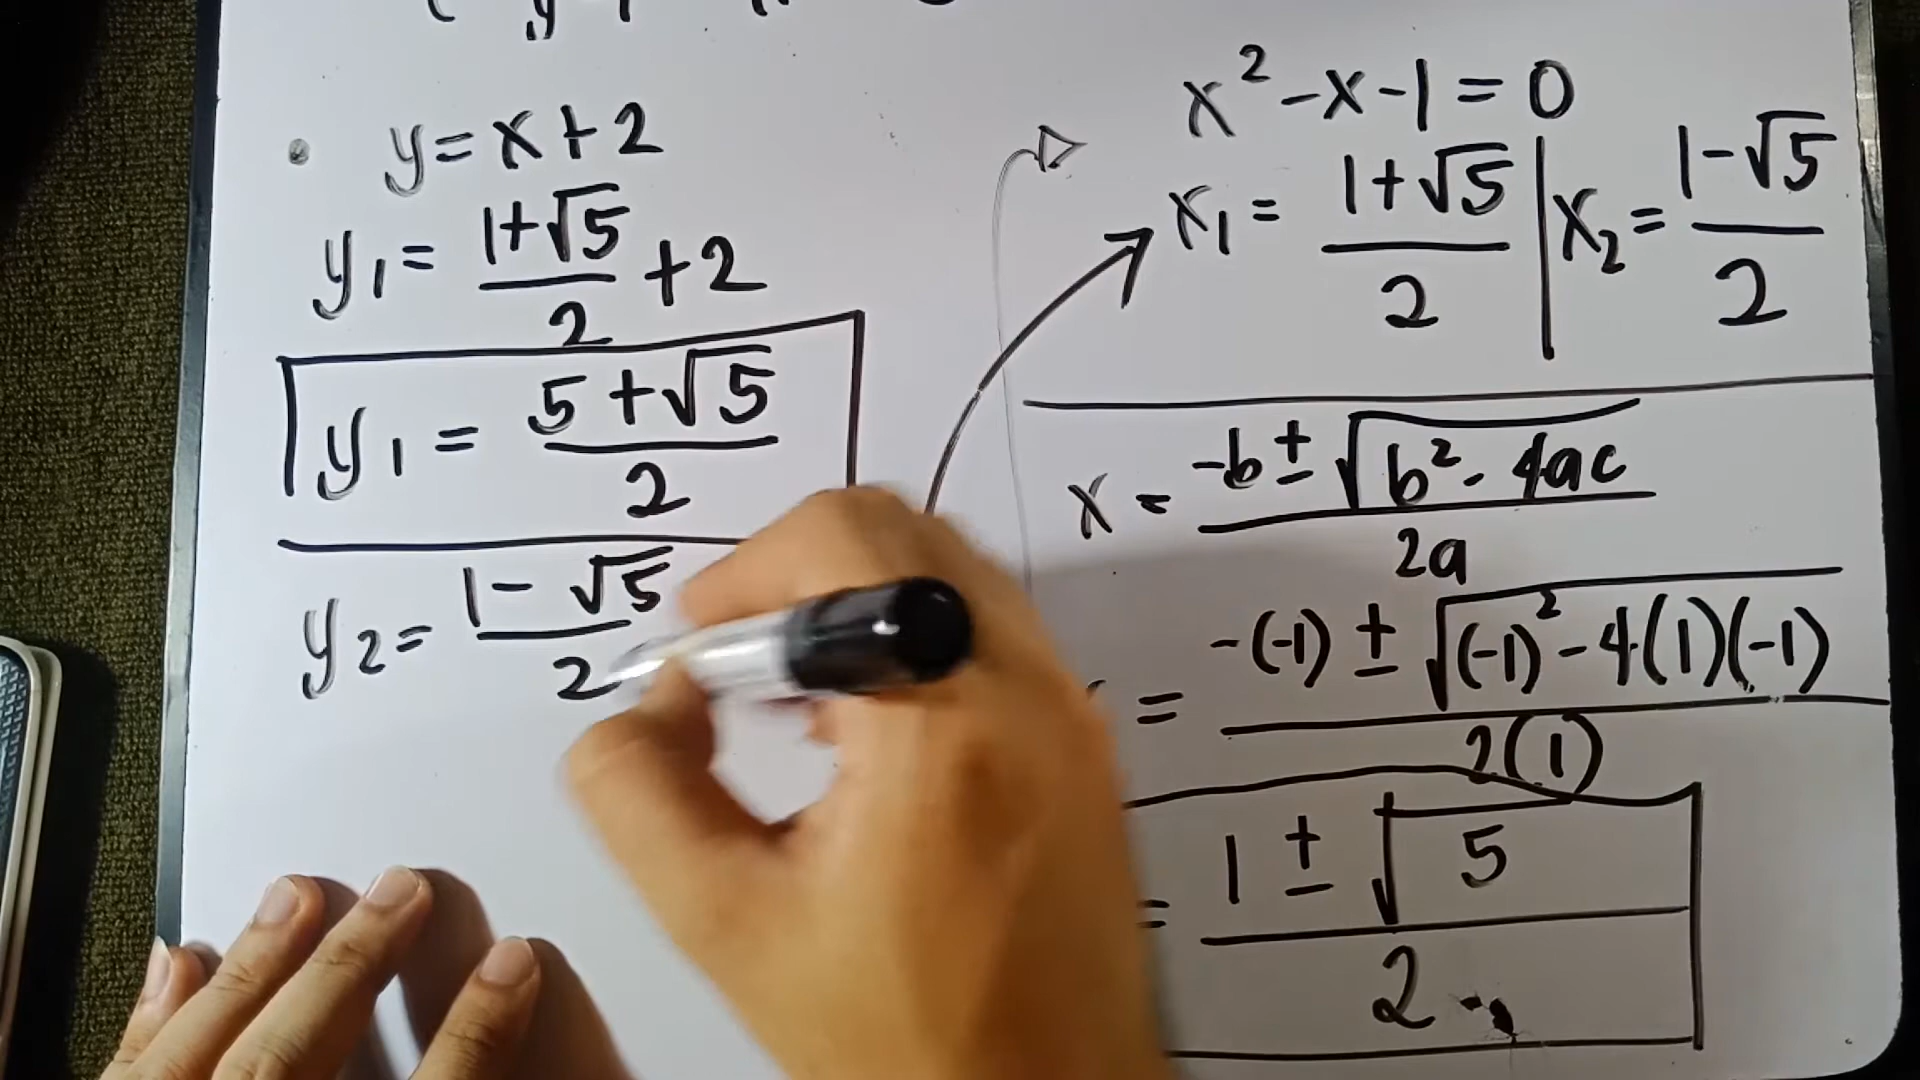 y = x + 2
y₁ = (1+√5)/2 + 2
y₁ = (5+√5)/2
y₂ = (1-√5)/2
x² - x - 1 = 0
x₁ = (1+√5)/2 | x₂ = (1-√5)/2
x = (-b ± √(b² - 4ac))/2a
= (-(-1) ± √((-1)² - 4(1)(-1)))/2(1)
= (1 ± √5)/2